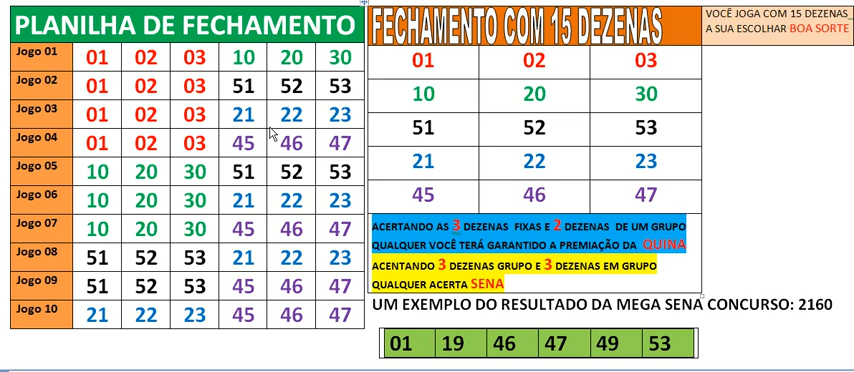 PLANILHA DE FECHAMENTO
Jogo 01 01 02 03 10 20 30
Jogo 02 01 02 03 51 52 53
Jogo 03 01 02 03 21 22 23
Jogo 04 01 02 03 45 46 47
Jogo 05 10 20 30 51 52 53
Jogo 06 10 20 30 21 22 23
Jogo 07 10 20 30 45 46 47
Jogo 08 51 52 53 21 22 23
Jogo 09 51 52 53 45 46 47
Jogo 10 21 22 23 45 46 47
FECHAMENTO COM 15 DEZENAS
01 02 03
10 20 30
51 52 53
21 22 23
45 46 47
ACERTANDO AS 3 DEZENAS FIXAS E 2 DEZENAS DE UM GRUPO
QUALQUER VOCÊ TERÁ GARANTIDO A PREMIAÇÃO DA QUINA
ACENTANDO 3 DEZENAS GRUPO E 3 DEZENAS EM GRUPO
QUALQUER ACERTA SENA
UM EXEMPLO DO RESULTADO DA MEGA SENA CONCURSO: 2160
01 19 46 47 49 53
VOCÊ JOGA COM 15 DEZENAS
A SUA ESCOLHAR BOA SORTE